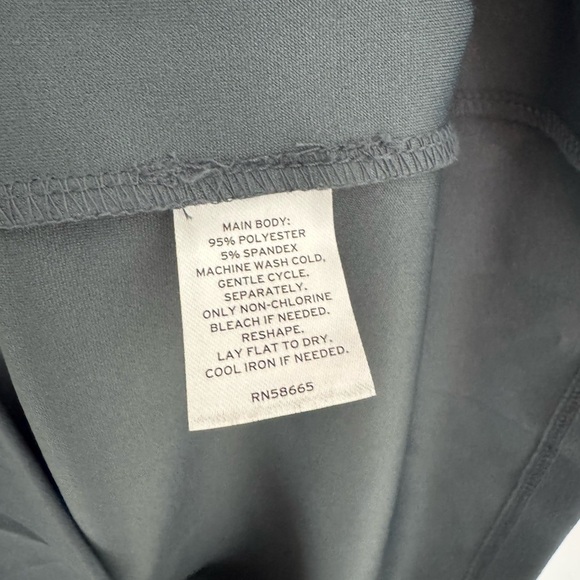 MAIN BODY:
95% POLYESTER
5% SPANDEX
MACHINE WASH COLD,
GENTLE CYCLE.
SEPARATELY.
ONLY NON-CHLORINE
BLEACH IF NEEDED.
RESHAPE.
LAY FLAT TO DRY.
COOL IRON IF NEEDED.
RN58665